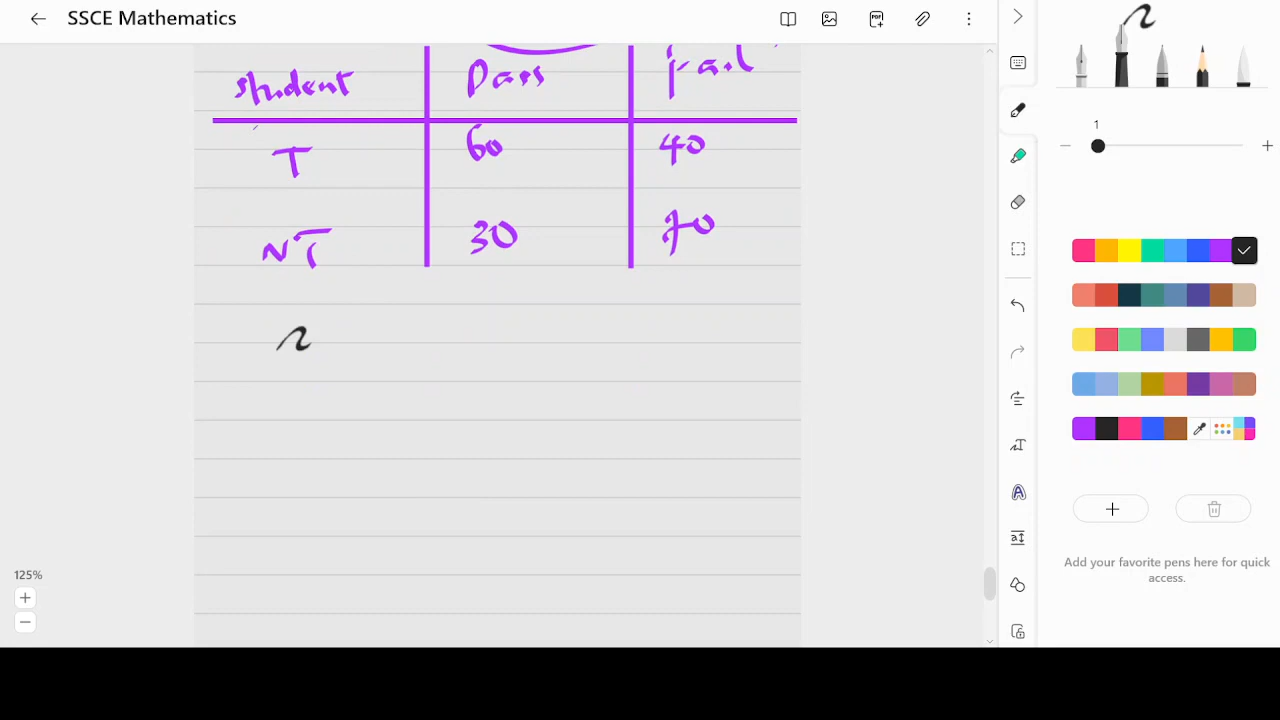 SSCE Mathematics
student Pass fail
T 60 40
NT 30 70
1
125%
Add your favorite pens here for quick
access.